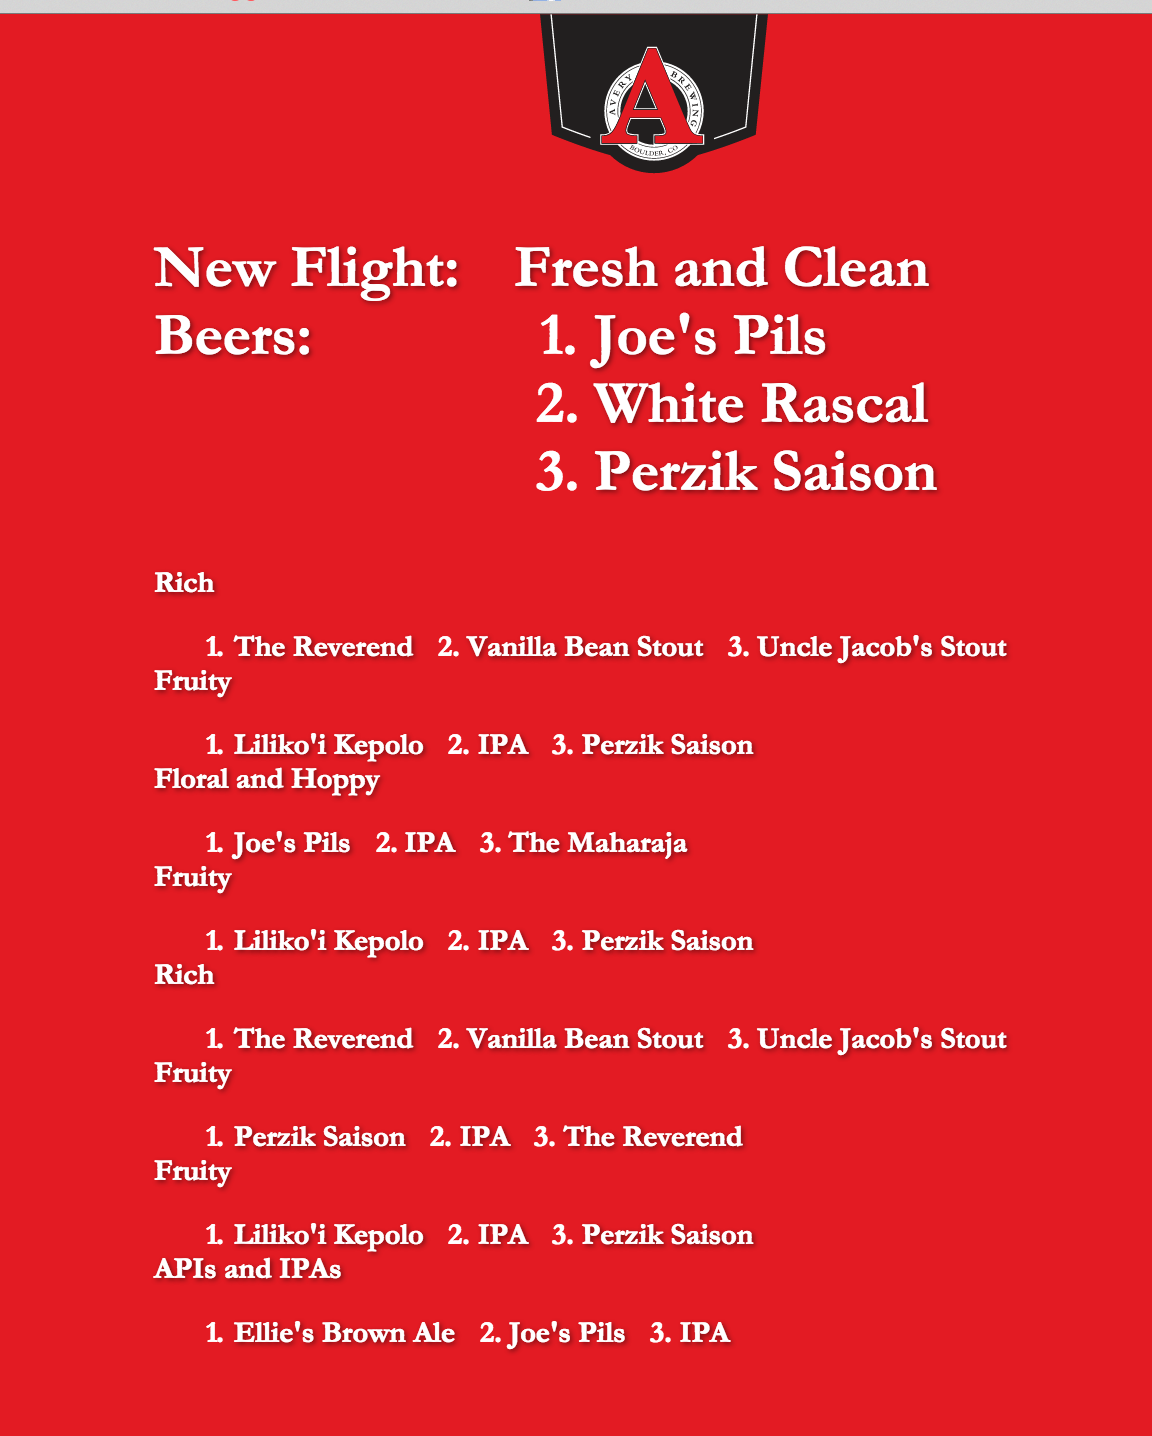 AVERY BREWING
A
BOULDER, CO
New Flight: Fresh and Clean
Beers: 1. Joe's Pils
2. White Rascal
3. Perzik Saison
Rich
1. The Reverend 2. Vanilla Bean Stout 3. Uncle Jacob's Stout
Fruity
1. Liliko'i Kepolo 2. IPA 3. Perzik Saison
Floral and Hoppy
1. Joe's Pils 2. IPA 3. The Maharaja
Fruity
1. Liliko'i Kepolo 2. IPA 3. Perzik Saison
Rich
1. The Reverend 2. Vanilla Bean Stout 3. Uncle Jacob's Stout
Fruity
1. Perzik Saison 2. IPA 3. The Reverend
Fruity
1. Liliko'i Kepolo 2. IPA 3. Perzik Saison
APIs and IPAs
1. Ellie's Brown Ale 2. Joe's Pils 3. IPA